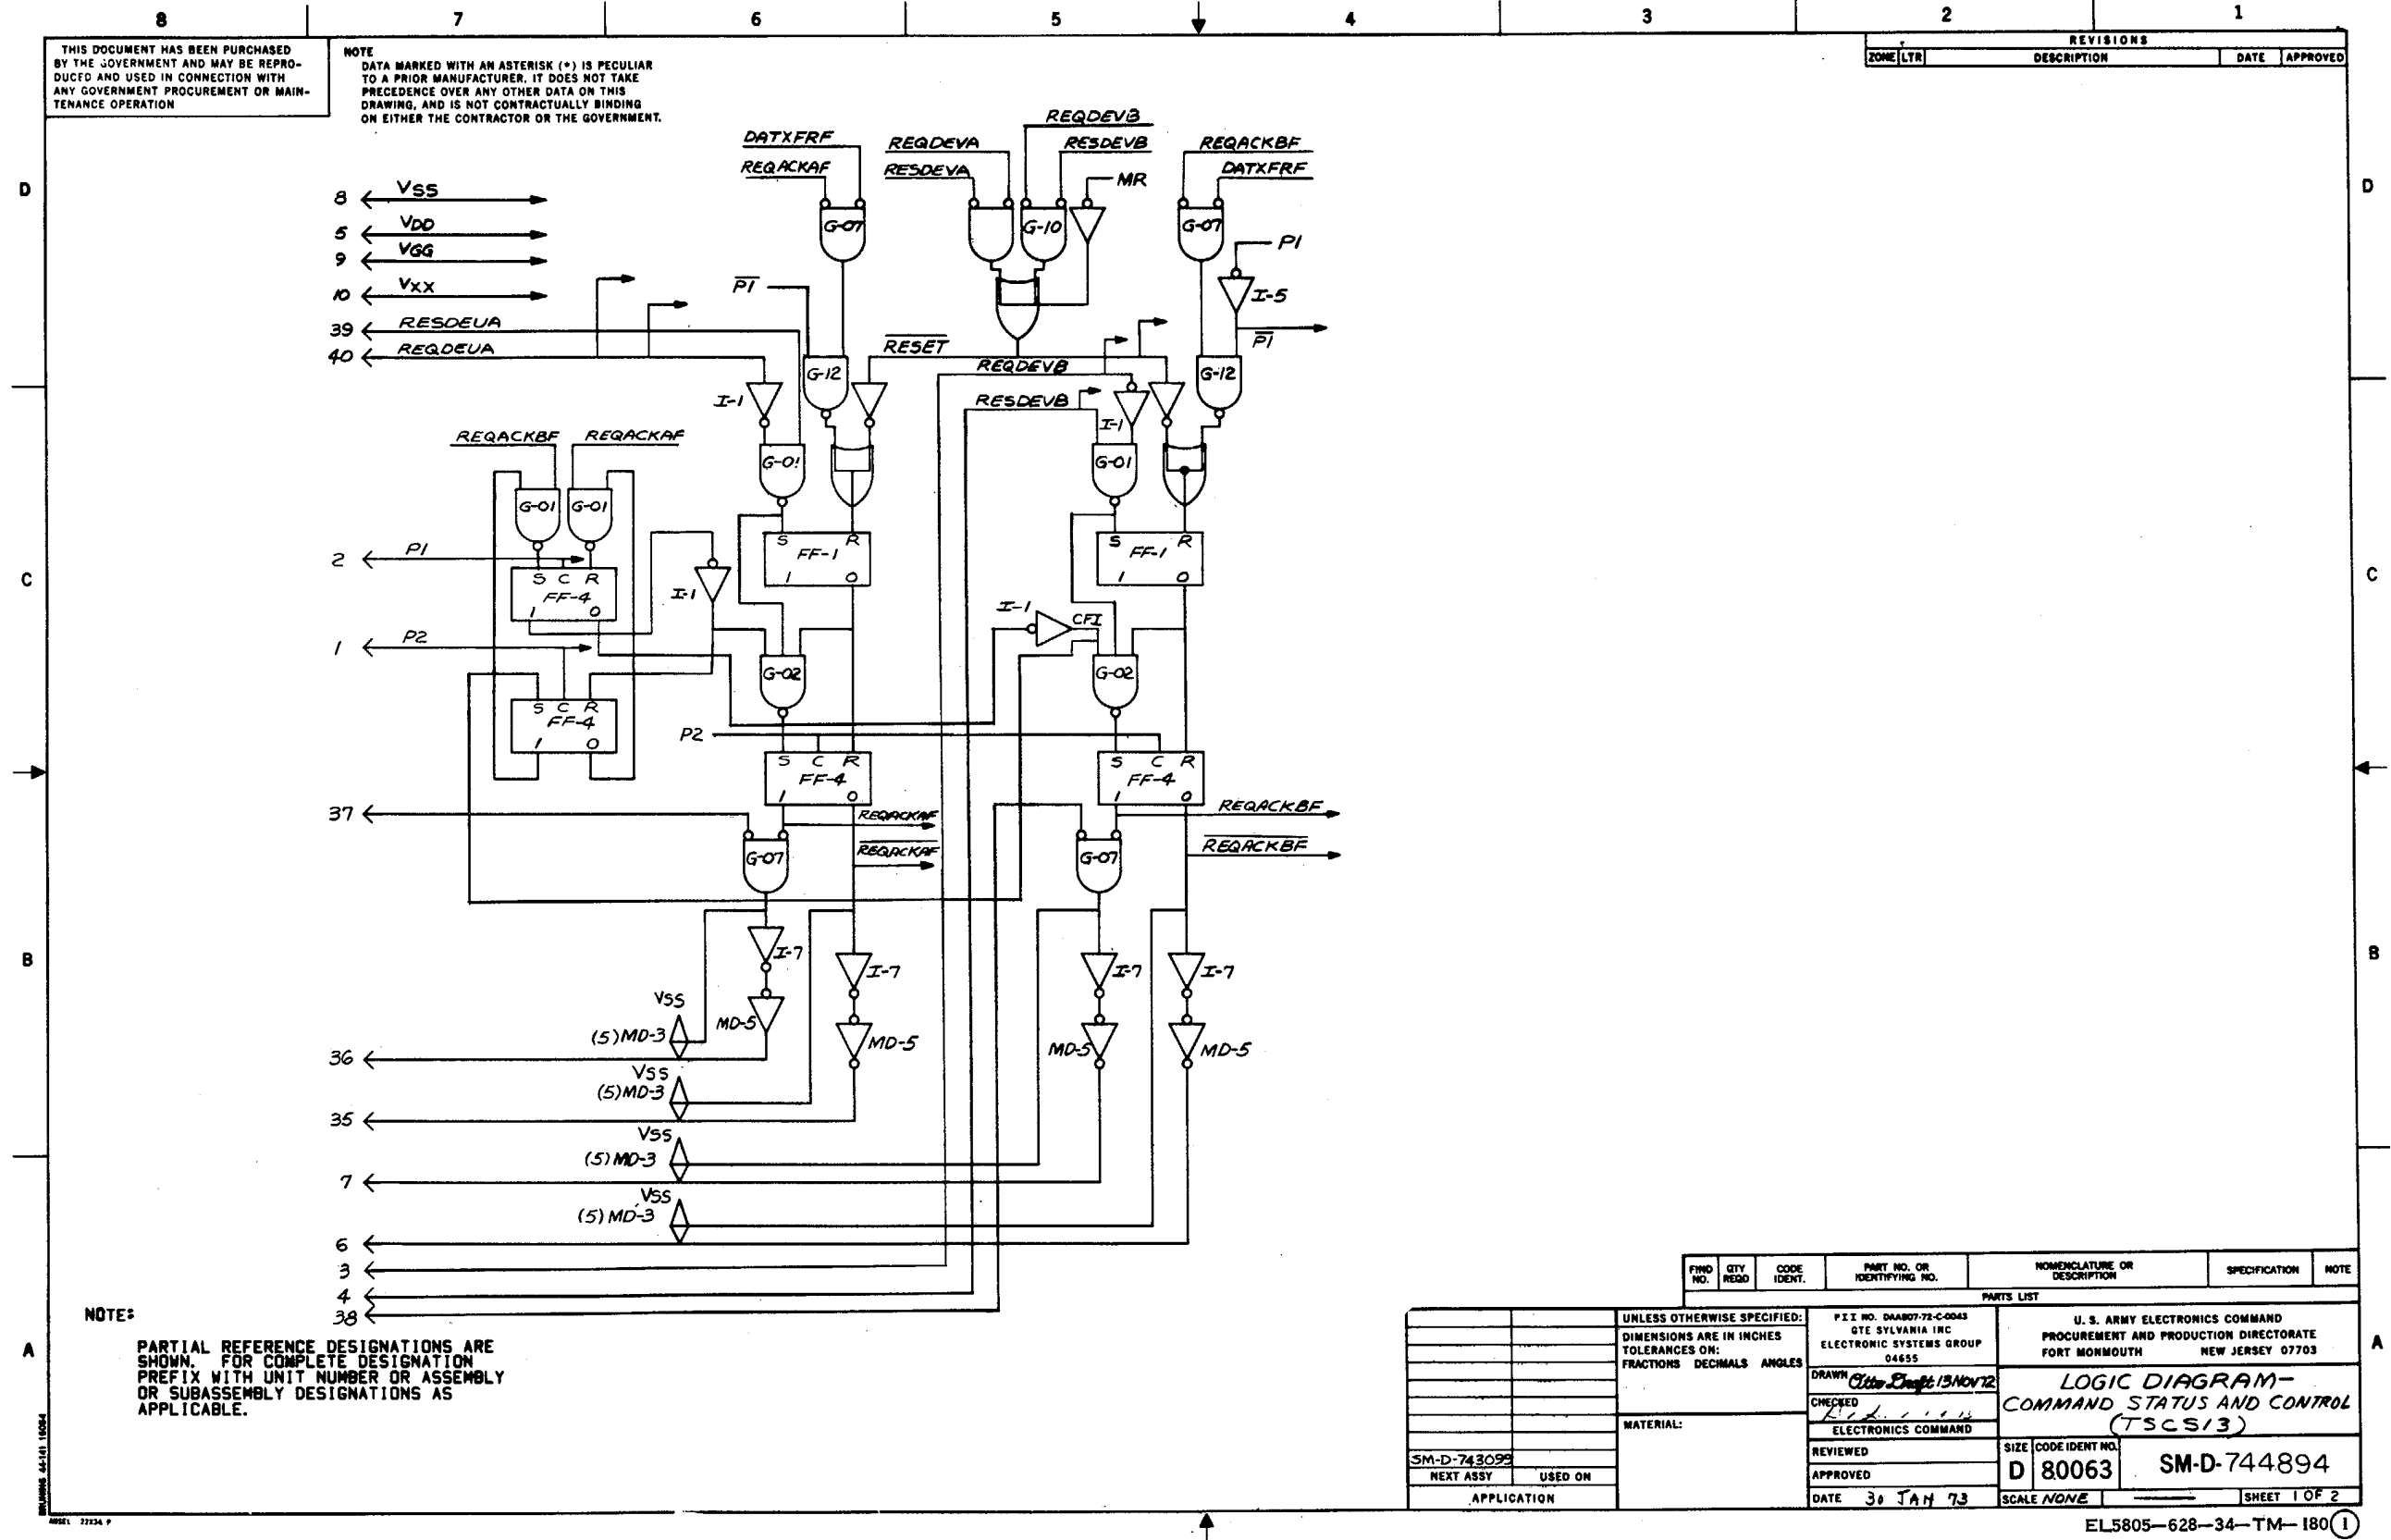 8 7 6 5 4 3 2 1
THIS DOCUMENT HAS BEEN PURCHASED
BY THE GOVERNMENT AND MAY BE REPRO-
DUCED AND USED IN CONNECTION WITH
ANY GOVERNMENT PROCUREMENT OR MAIN-
TENANCE OPERATION
NOTE
DATA MARKED WITH AN ASTERISK (*) IS PECULIAR
TO A PRIOR MANUFACTURER, IT DOES NOT TAKE
PRECEDENCE OVER ANY OTHER DATA ON THIS
DRAWING, AND IS NOT CONTRACTUALLY BINDING
ON EITHER THE CONTRACTOR OR THE GOVERNMENT.
REVISIONS
ZONE LTR DESCRIPTION DATE APPROVED
D D
C C
B B
A A
REQDEVB
DATXFRF REQDEVA RESDEVB REQACKBF
REQACKAF RESDEVA MR DATXFRF
8 VSS
G-07 G-10 G-07
5 VDD
P1
9 VGG
P1
10 VXX
I-5
39 RESDEUA
P1
40 REQDEUA
RESET
REQDEVB
G-12 G-12
I-1 RESDEVB I-1
REQACKBF REQACKAF
G-01 G-01
G-01 G-01
2 P1
S R S R
FF-1 FF-1
1 0 1 0
S C R
FF-4
1 0
I-1
I-1 CFI
1 P2
G-02 G-02
S C R
FF-4
1 0
P2
S C R S C R
FF-4 FF-4
1 0 1 0
37
REQACKAF REQACKBF
REQACKAF REQACKBF
G-07 G-07
I-7 I-7 I-7 I-7
VSS
(5)MD-3 MD-5 MD-5 MD-5 MD-5
36
VSS
(5)MD-3
35
VSS
(5)MD-3
7
VSS
(5)MD-3
6
3
4
38
NOTE:
PARTIAL REFERENCE DESIGNATIONS ARE
SHOWN. FOR COMPLETE DESIGNATION
PREFIX WITH UNIT NUMBER OR ASSEMBLY
OR SUBASSEMBLY DESIGNATIONS AS
APPLICABLE.
FIND NO. QTY REQD CODE IDENT. PART NO. OR IDENTIFYING NO. NOMENCLATURE OR DESCRIPTION SPECIFICATION NOTE
PARTS LIST
UNLESS OTHERWISE SPECIFIED:
DIMENSIONS ARE IN INCHES
TOLERANCES ON:
FRACTIONS DECIMALS ANGLES
MATERIAL:
PII NO. DAAB07-72-C-0043
GTE SYLVANIA INC
ELECTRONIC SYSTEMS GROUP
04655
DRAWN 13 NOV 72
CHECKED
ELECTRONICS COMMAND
REVIEWED
APPROVED
DATE 30 JAN 73
U. S. ARMY ELECTRONICS COMMAND
PROCUREMENT AND PRODUCTION DIRECTORATE
FORT MONMOUTH NEW JERSEY 07703
LOGIC DIAGRAM-
COMMAND STATUS AND CONTROL
(TSCS13)
SIZE D CODE IDENT NO. 80063 SM-D-744894
SCALE NONE SHEET 1 OF 2
SM-D-743099
NEXT ASSY USED ON
APPLICATION
EL5805-628-34-TM-180 1